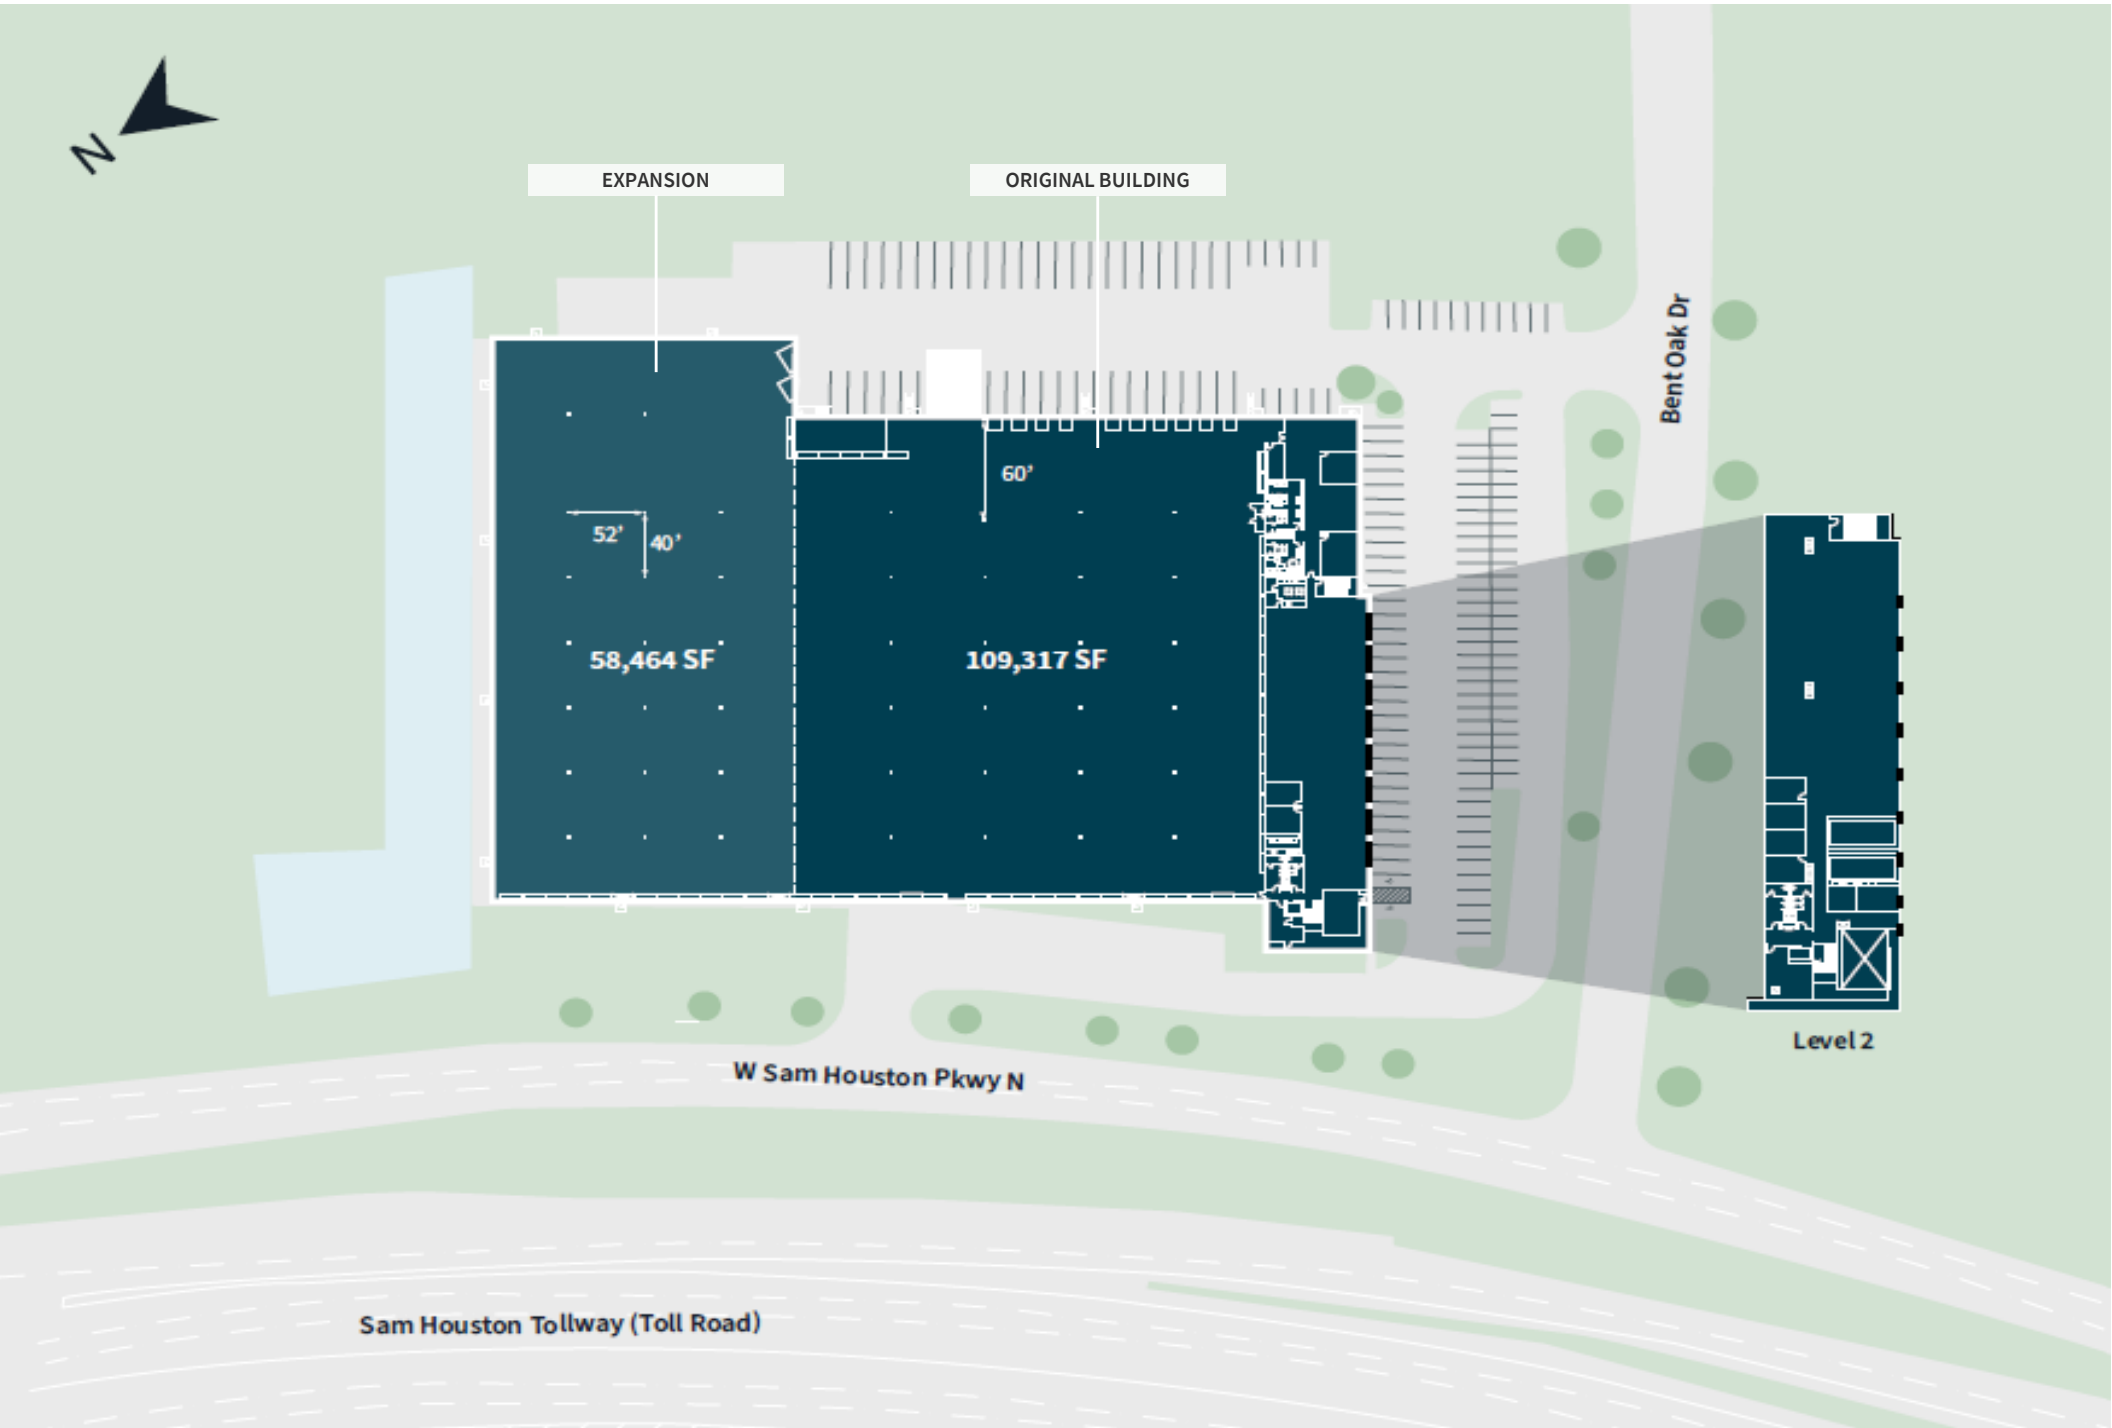 N
EXPANSION
ORIGINAL BUILDING
Bent Oak Dr
60’
52’
40’
58,464 SF
109,317 SF
Level 2
W Sam Houston Pkwy N
Sam Houston Tollway (Toll Road)